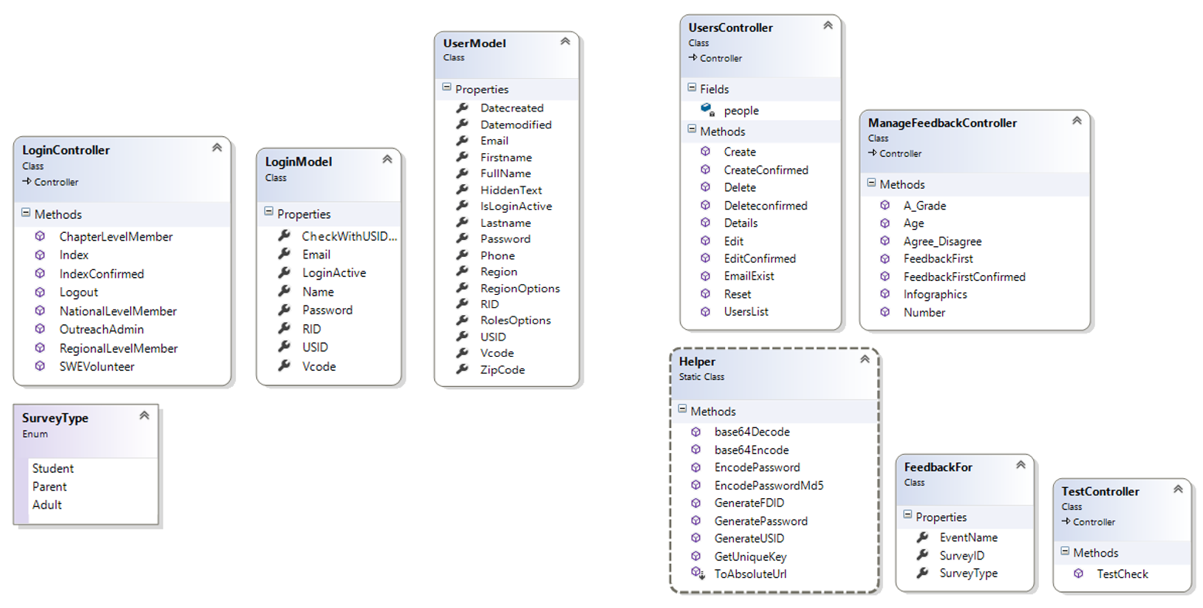 LoginController
Class
Controller
Methods
ChapterLevelMember
Index
IndexConfirmed
Logout
NationalLevelMember
OutreachAdmin
RegionalLevelMember
SWEVolunteer
SurveyType
Enum
Student
Parent
Adult
LoginModel
Class
Properties
CheckWithUSID...
Email
LoginActive
Name
Password
RID
USID
Vcode
UserModel
Class
Properties
Datecreated
Datemodified
Email
Firstname
FullName
HiddenText
IsLoginActive
Lastname
Password
Phone
Region
RegionOptions
RID
RolesOptions
USID
Vcode
ZipCode
UsersController
Class
Controller
Fields
people
Methods
Create
CreateConfirmed
Delete
Deleteconfirmed
Details
Edit
EditConfirmed
EmailExist
Reset
UsersList
ManageFeedbackController
Class
Controller
Methods
A_Grade
Age
Agree_Disagree
FeedbackFirst
FeedbackFirstConfirmed
Infographics
Number
Helper
Static Class
Methods
base64Decode
base64Encode
EncodePassword
EncodePasswordMd5
GenerateFDID
GeneratePassword
GenerateUSID
GetUniqueKey
ToAbsoluteUrl
FeedbackFor
Class
Properties
EventName
SurveyID
SurveyType
TestController
Class
Controller
Methods
TestCheck